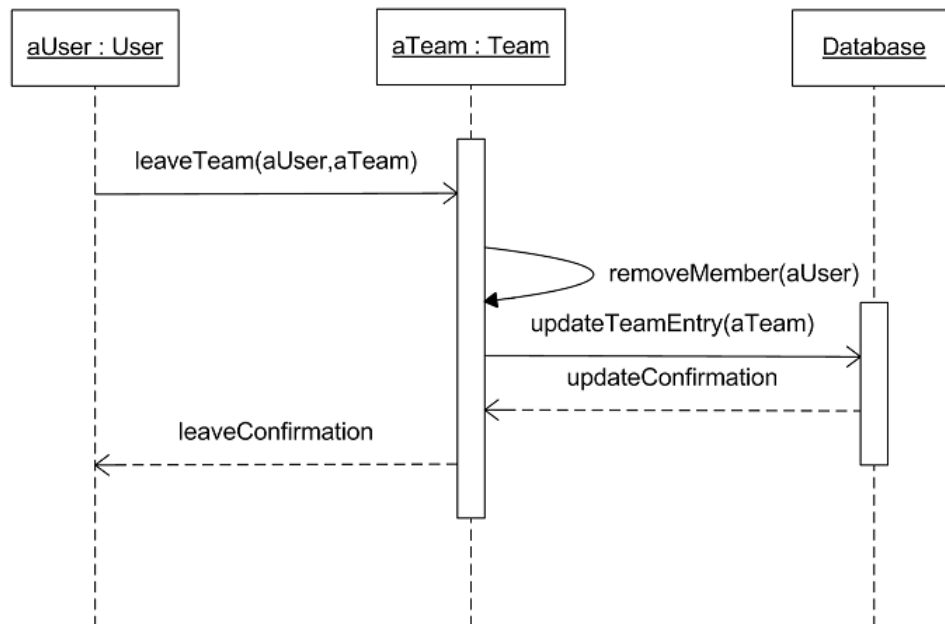 aUser : User
aTeam : Team
Database
leaveTeam(aUser,aTeam)
removeMember(aUser)
updateTeamEntry(aTeam)
updateConfirmation
leaveConfirmation